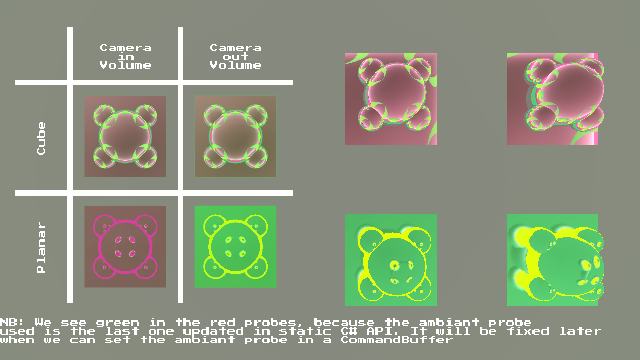 Camera
in
Volume
Camera
out
Volume
Cube
Planar
NB: We see green in the red probes, because the ambiant probe
used is the last one updated in static C# API. It will be fixed later
when we can set the ambiant probe in a CommandBuffer